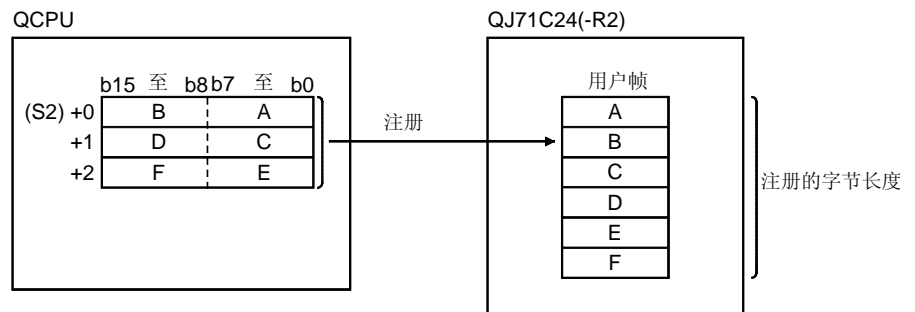 QCPU
QJ71C24(-R2)
b15 至 b8 b7 至 b0
用户帧
(S2) +0 B A
+1 D C
+2 F E
注册
A
B
C
D
E
F
注册的字节长度